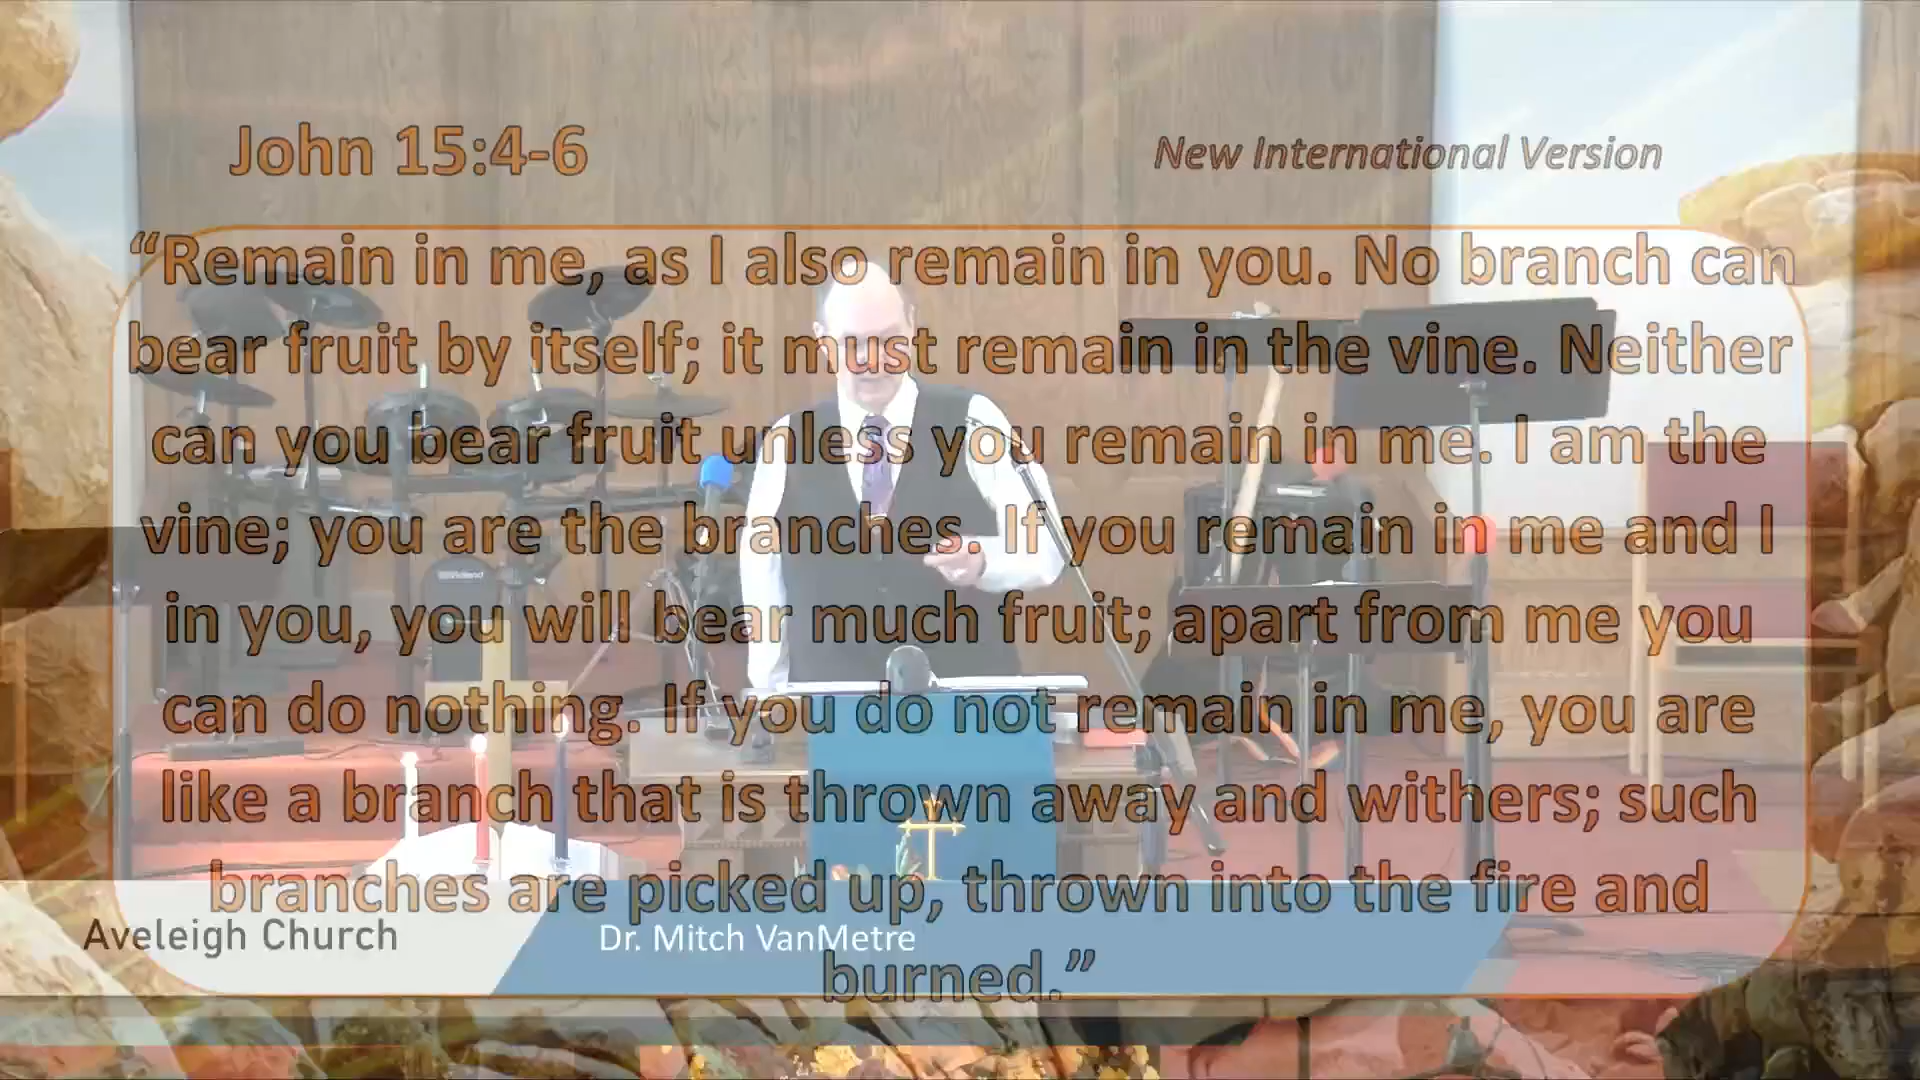 John 15:4-6
New International Version
“Remain in me, as I also remain in you. No branch can
bear fruit by itself; it must remain in the vine. Neither
can you bear fruit unless you remain in me. I am the
vine; you are the branches. If you remain in me and I
in you, you will bear much fruit; apart from me you
can do nothing. If you do not remain in me, you are
like a branch that is thrown away and withers; such
branches are picked up, thrown into the fire and
burned.”
Aveleigh Church
Dr. Mitch VanMetre